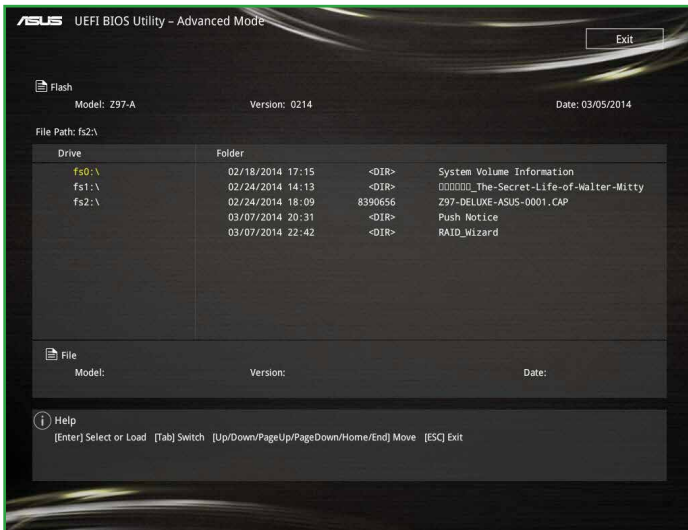 ASUS UEFI BIOS Utility – Advanced Mode
Exit
Flash
Model: Z97-A Version: 0214 Date: 03/05/2014
File Path: fs2:\
Drive Folder
fs0:\ 02/18/2014 17:15 <DIR> System Volume Information
fs1:\ 02/24/2014 14:13 <DIR> □□□□□□_The-Secret-Life-of-Walter-Mitty
fs2:\ 02/24/2014 18:09 8390656 Z97-DELUXE-ASUS-0001.CAP
03/07/2014 20:31 <DIR> Push Notice
03/07/2014 22:42 <DIR> RAID_Wizard
File
Model: Version: Date:
Help
[Enter] Select or Load [Tab] Switch [Up/Down/PageUp/PageDown/Home/End] Move [ESC] Exit